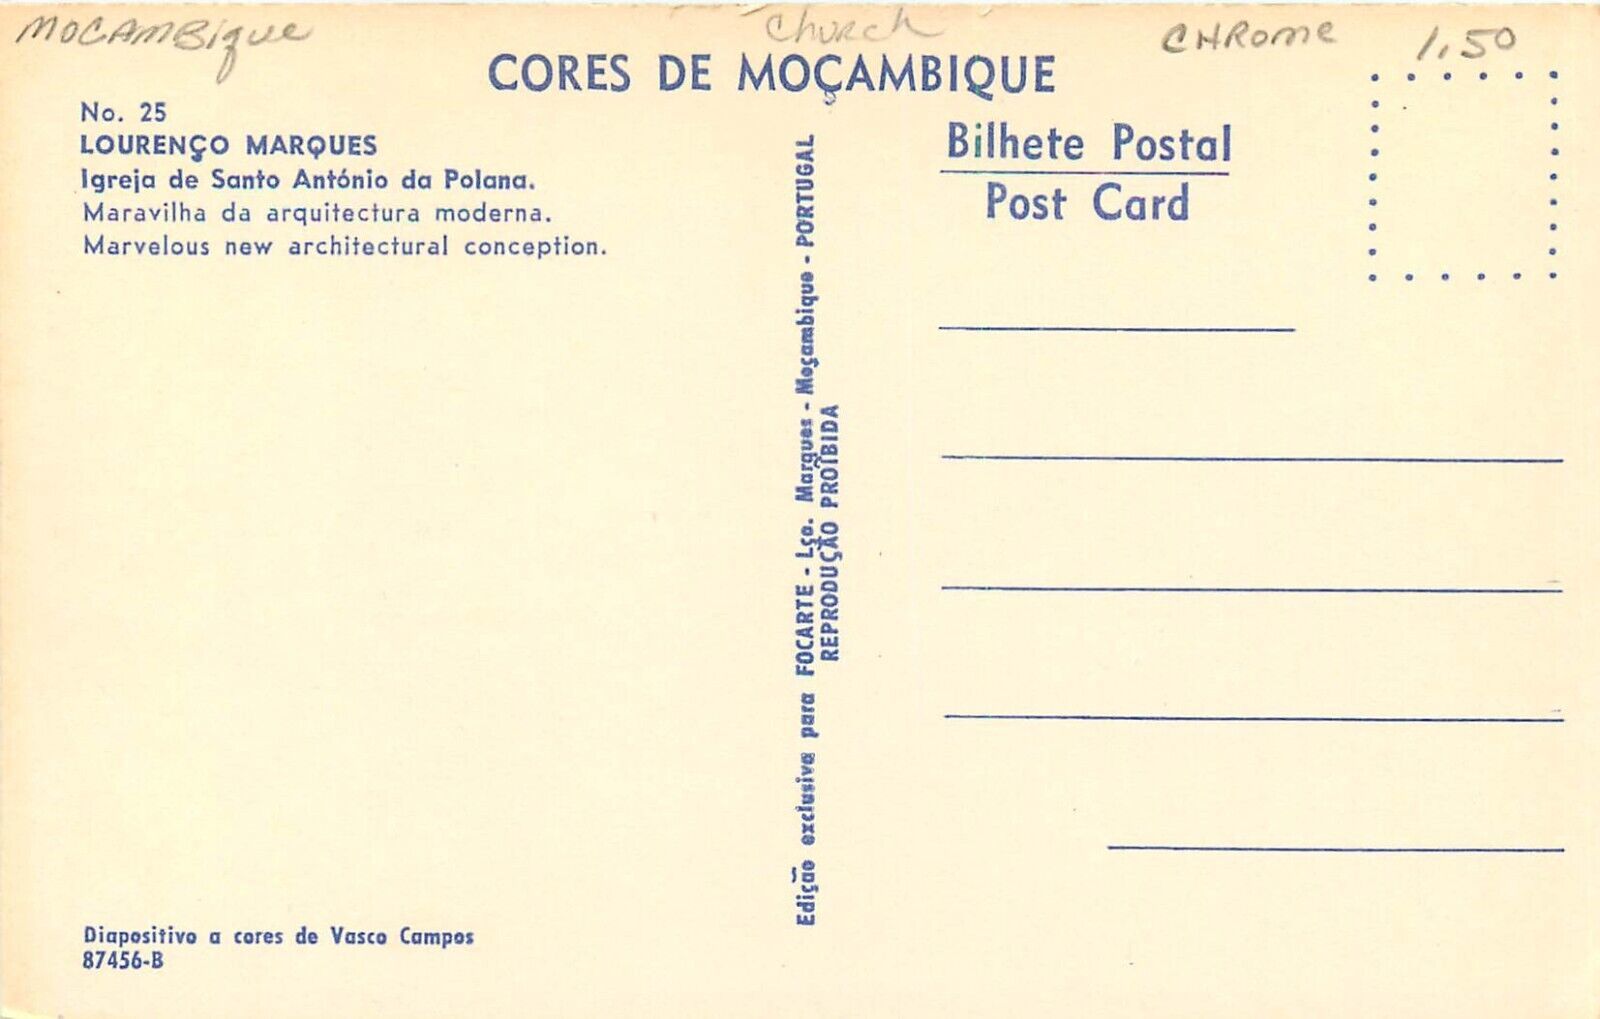 MOCAMBique
Church
CHROME
1.50
CORES DE MOÇAMBIQUE
No. 25
LOURENÇO MARQUES
Igreja de Santo António da Polana.
Maravilha da arquitectura moderna.
Marvelous new architectural conception.
Diapositivo a cores de Vasco Campos
87456-B
Edição exclusiva para FOCARTE - Lço. Marques - Moçambique - PORTUGAL
REPRODUÇÃO PROÍBIDA
Bilhete Postal
Post Card